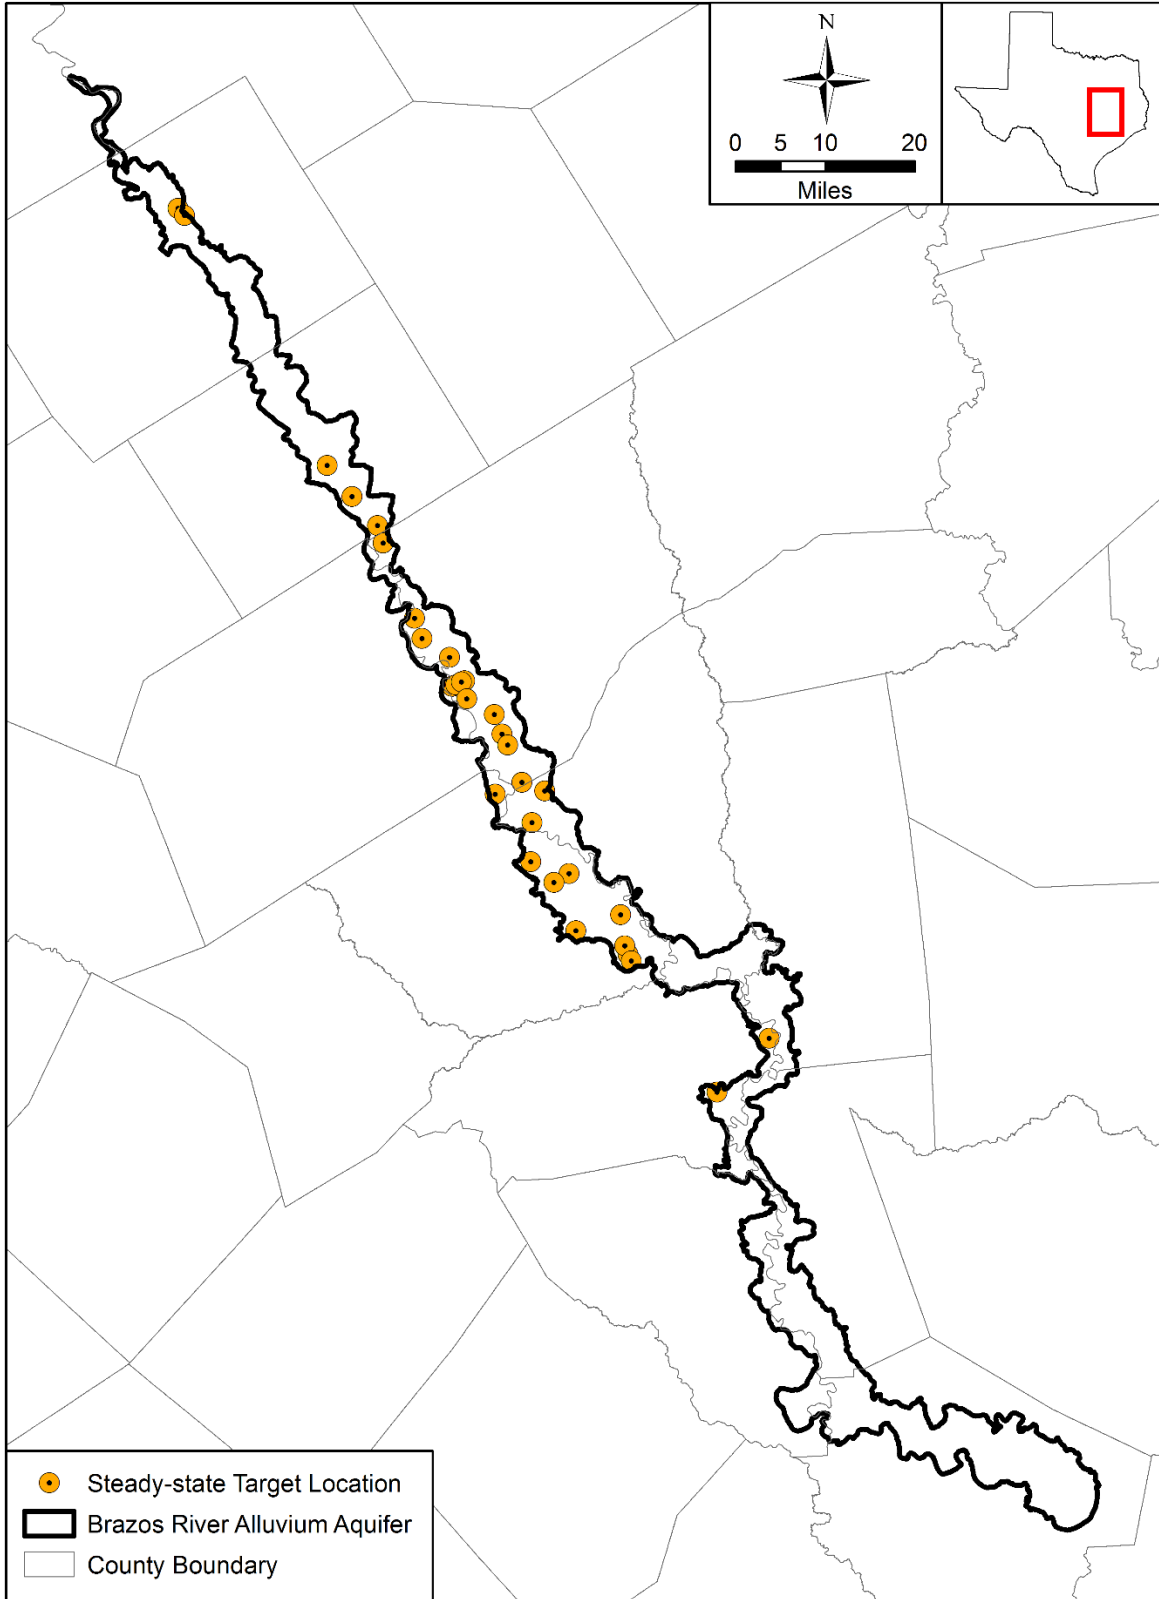 N
0 5 10 20
Miles
Steady-state Target Location
Brazos River Alluvium Aquifer
County Boundary